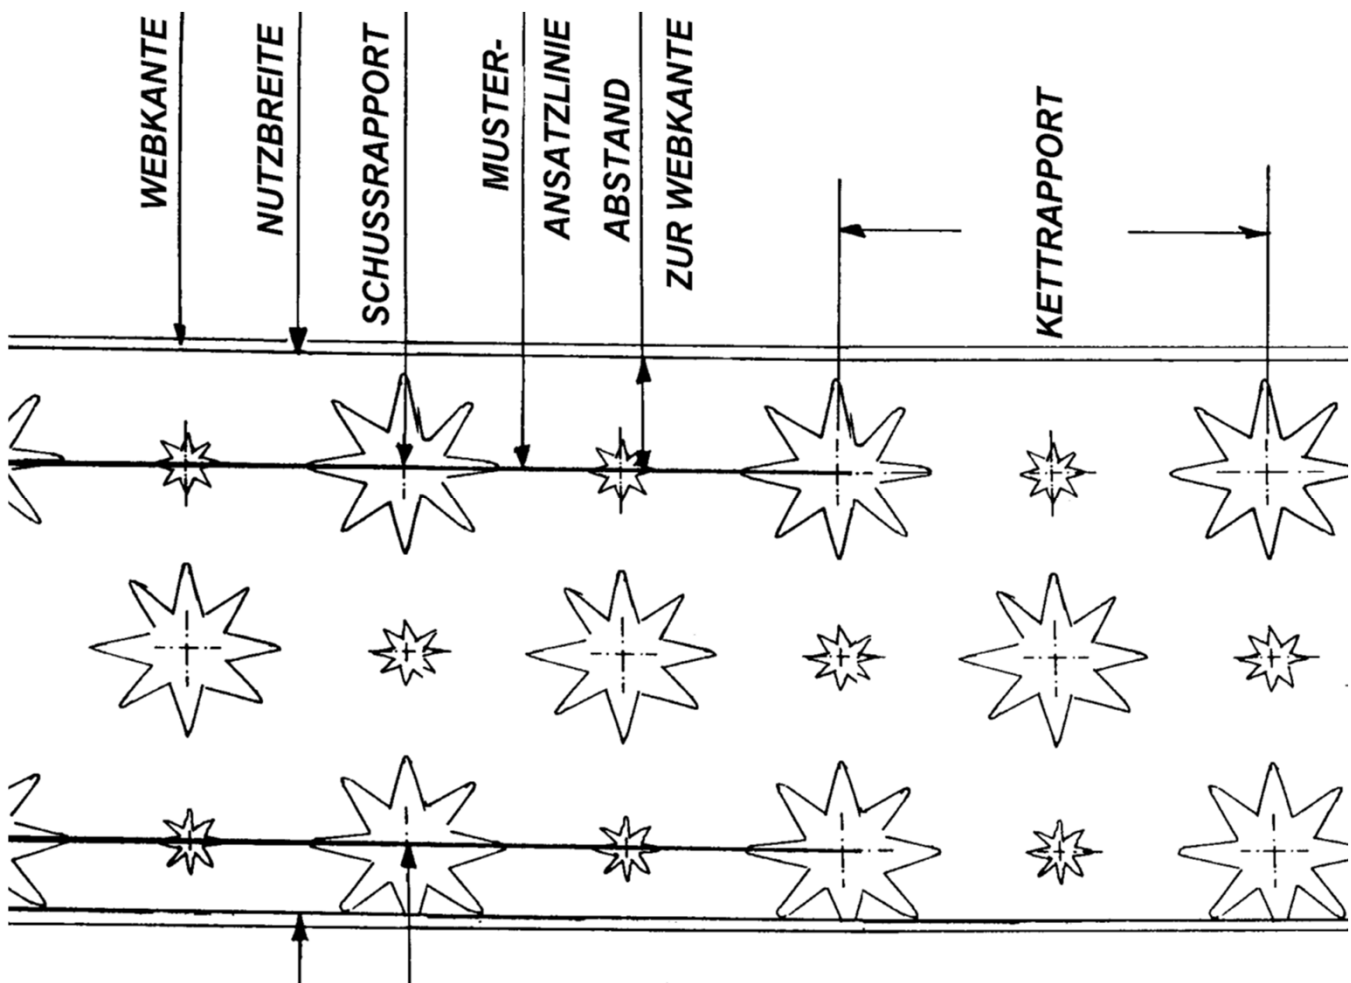 WEBKANTE
NUTZBREITE
SCHUSSRAPPORT
MUSTER-
ANSATZLINIE
ABSTAND
ZUR WEBKANTE
KETTRAPPORT